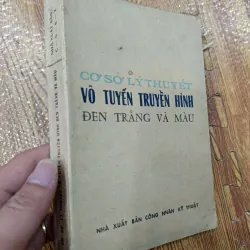 CƠ SỞ LÝ THUYẾT
VÔ TUYẾN TRUYỀN HÌNH
ĐEN TRẮNG VÀ MÀU
NHÀ XUẤT BẢN CÔNG NHÂN KỸ THUẬT